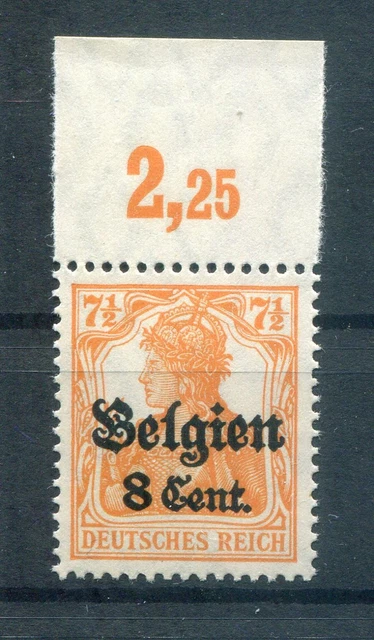 2,25
7½ 7½
Belgien
8 Cent.
DEUTSCHES REICH